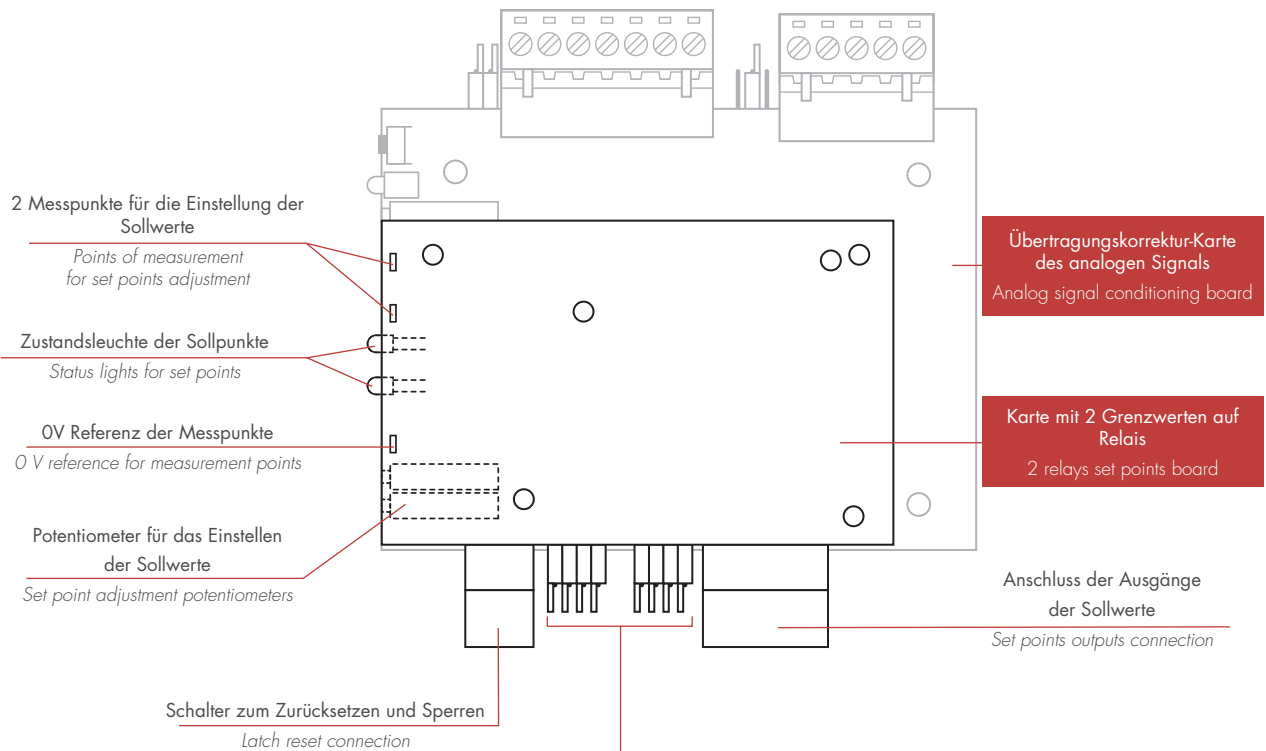 2 Messpunkte für die Einstellung der
Sollwerte
Points of measurement
for set points adjustment
Zustandsleuchte der Sollpunkte
Status lights for set points
0V Referenz der Messpunkte
0 V reference for measurement points
Potentiometer für das Einstellen
der Sollwerte
Set point adjustment potentiometers
Schalter zum Zurücksetzen und Sperren
Latch reset connection
Übertragungskorrektur-Karte
des analogen Signals
Analog signal conditioning board
Karte mit 2 Grenzwerten auf
Relais
2 relays set points board
Anschluss der Ausgänge
der Sollwerte
Set points outputs connection